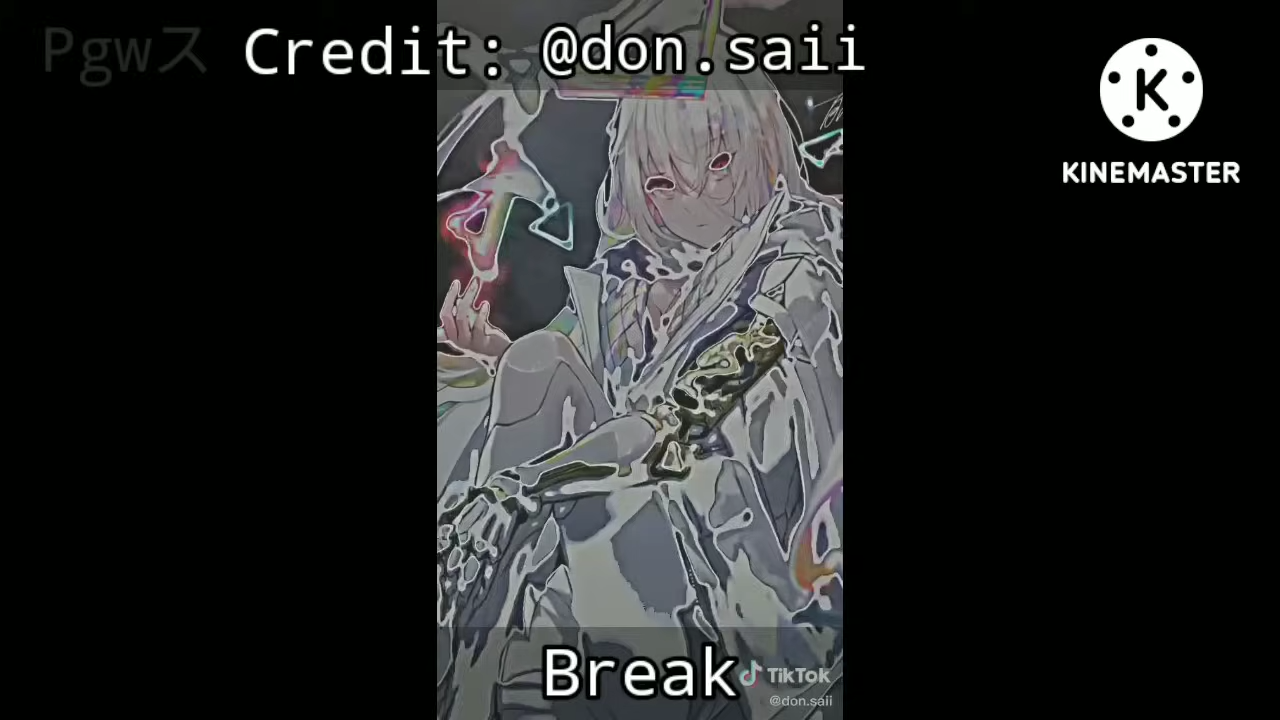 Pgwス Credit: @don.saii
K
KINEMASTER
Break
TikTok
@don.saii